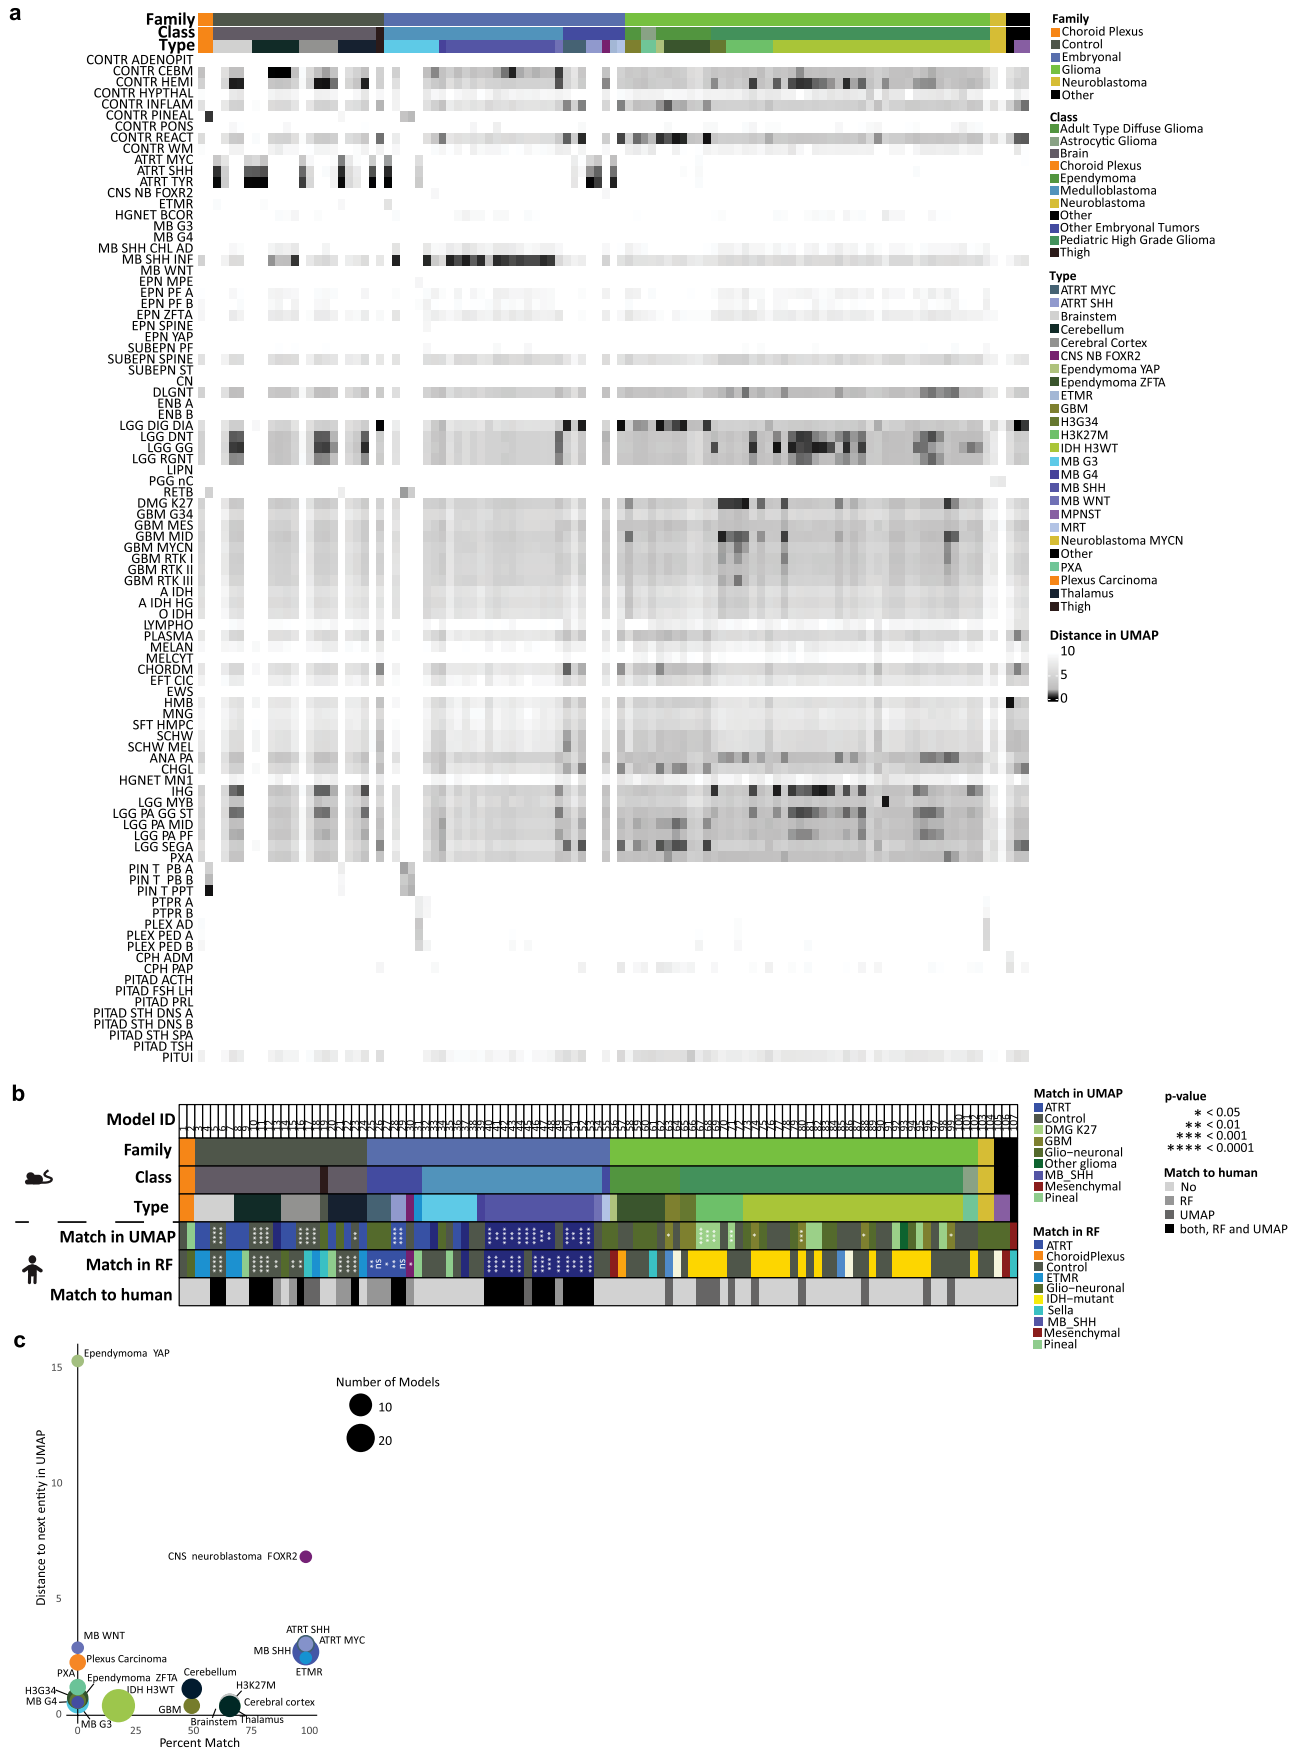 a
Family
Class
Type
CONTR ADENOPIT
CONTR CEBM
CONTR HEMI
CONTR HYPTHAL
CONTR INFLAM
CONTR PINEAL
CONTR PONS
CONTR REACT
CONTR WM
ATRT MYC
ATRT SHH
ATRT TYR
CNS NB FOXR2
ETMR
HGNET BCOR
MB G3
MB G4
MB SHH CHL AD
MB SHH INF
MB WNT
EPN MPE
EPN PF A
EPN PF B
EPN ZFTA
EPN SPINE
EPN YAP
SUBEPN PF
SUBEPN SPINE
SUBEPN ST
CN
DLGNT
ENB A
ENB B
LGG DIG DIA
LGG DNT
LGG GG
LGG RGNT
LIPN
PGG nC
RETB
DMG K27
GBM G34
GBM MES
GBM MID
GBM MYCN
GBM RTK I
GBM RTK II
GBM RTK III
A IDH
A IDH HG
O IDH
LYMPHO
PLASMA
MELAN
MELCYT
CHORDM
EFT CIC
EWS
HMB
MNG
SFT HMPC
SCHW
SCHW MEL
ANA PA
CHGL
HGNET MN1
IHG
LGG MYB
LGG PA GG ST
LGG PA MID
LGG PA PF
LGG SEGA
PXA
PIN T PB A
PIN T PB B
PIN T PPT
PTPR A
PTPR B
PLEX AD
PLEX PED A
PLEX PED B
CPH ADM
CPH PAP
PITAD ACTH
PITAD FSH LH
PITAD PRL
PITAD STH DNS A
PITAD STH DNS B
PITAD STH SPA
PITAD TSH
PITUI
Family
Choroid Plexus
Control
Embryonal
Glioma
Neuroblastoma
Other
Class
Adult Type Diffuse Glioma
Astrocytic Glioma
Brain
Choroid Plexus
Ependymoma
Medulloblastoma
Neuroblastoma
Other
Other Embryonal Tumors
Pediatric High Grade Glioma
Thigh
Type
ATRT MYC
ATRT SHH
Brainstem
Cerebellum
Cerebral Cortex
CNS NB FOXR2
Ependymoma YAP
Ependymoma ZFTA
ETMR
GBM
H3G34
H3K27M
IDH H3WT
MB G3
MB G4
MB SHH
MB WNT
MPNST
MRT
Neuroblastoma MYCN
Other
PXA
Plexus Carcinoma
Thalamus
Thigh
Distance in UMAP
10
5
0
b
Model ID
Family
Class
Type
Match in UMAP
Match in RF
ns
ns
Match to human
Match in UMAP
ATRT
Control
DMG K27
GBM
Glio-neuronal
Other glioma
MB_SHH
Mesenchymal
Pineal
Match in RF
ATRT
ChoroidPlexus
Control
ETMR
Glio−neuronal
IDH−mutant
Sella
MB_SHH
Mesenchymal
Pineal
p-value
* < 0.05
** < 0.01
*** < 0.001
**** < 0.0001
Match to human
No
RF
UMAP
both, RF and UMAP
c
Distance to next entity in UMAP
15
10
5
0
Ependymoma YAP
Number of Models
10
20
CNS neuroblastoma FOXR2
ATRT SHH
ATRT MYC
MB SHH
ETMR
MB WNT
Plexus Carcinoma
PXA
Ependymoma ZFTA
Cerebellum
H3G34
IDH H3WT
H3K27M
MB G4
Cerebral cortex
GBM
MB G3
Brainstem
Thalamus
0
25
50
75
100
Percent Match